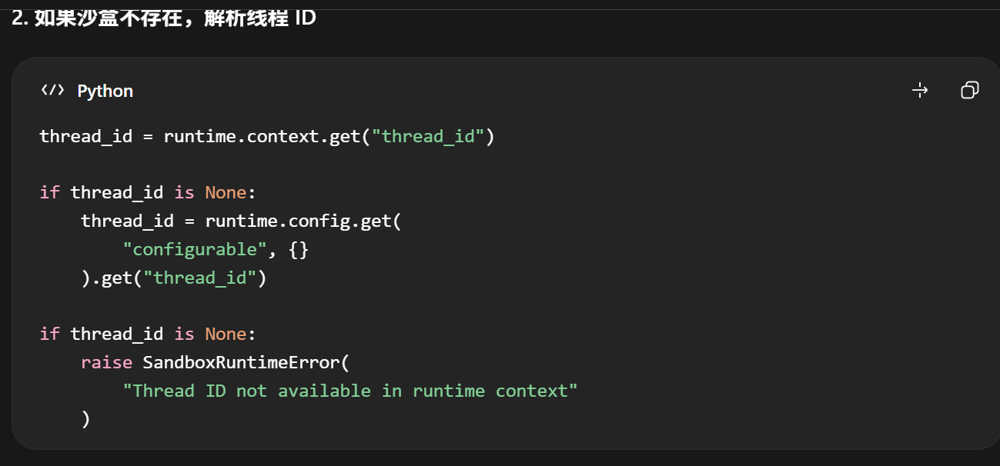 2. 如果沙盒不存在，解析线程 ID
Python
thread_id = runtime.context.get("thread_id")
if thread_id is None:
    thread_id = runtime.config.get(
        "configurable", {}
    ).get("thread_id")
if thread_id is None:
    raise SandboxRuntimeError(
        "Thread ID not available in runtime context"
    )